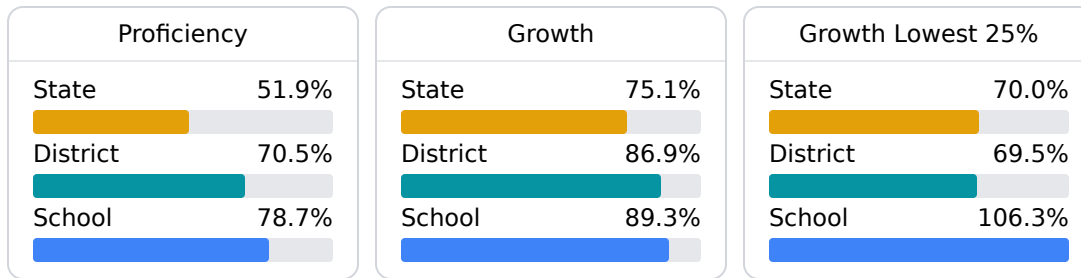 Proficiency
State 51.9%
District 70.5%
School 78.7%
Growth
State 75.1%
District 86.9%
School 89.3%
Growth Lowest 25%
State 70.0%
District 69.5%
School 106.3%